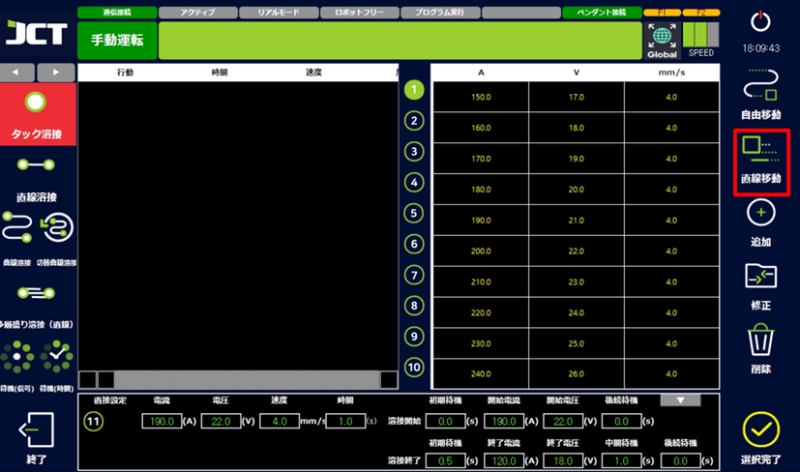 通信接続 アクティブ リアルモード ロボットフリー プログラム実行 ペンダント接続 F1 F2
JCT 手動運転 Global SPEED
18:09:43
行動 時間 速度 A V mm/s
1 150.0 17.0 4.0
2 160.0 18.0 4.0
3 170.0 19.0 4.0
4 180.0 20.0 4.0
5 190.0 21.0 4.0
6 200.0 22.0 4.0
7 210.0 23.0 4.0
8 220.0 24.0 4.0
9 230.0 25.0 4.0
10 240.0 26.0 4.0
タック溶接
直線溶接
曲線溶接 切替曲線溶接
多層盛り溶接（直線）
待機(信号) 待機(時間)
終了
自由移動
直線移動
追加
修正
削除
選択完了
直接設定 電流 電圧 速度 時間 初期待機 開始電流 開始電圧 後続待機
11 190.0 (A) 22.0 (V) 4.0 mm/s 1.0 (s) 溶接開始 0.0 (s) 190.0 (A) 22.0 (V) 0.0 (s)
初期待機 終了電流 終了電圧 中間待機 後続待機
溶接終了 0.5 (s) 120.0 (A) 18.0 (V) 1.0 (s) 0.0 (s)